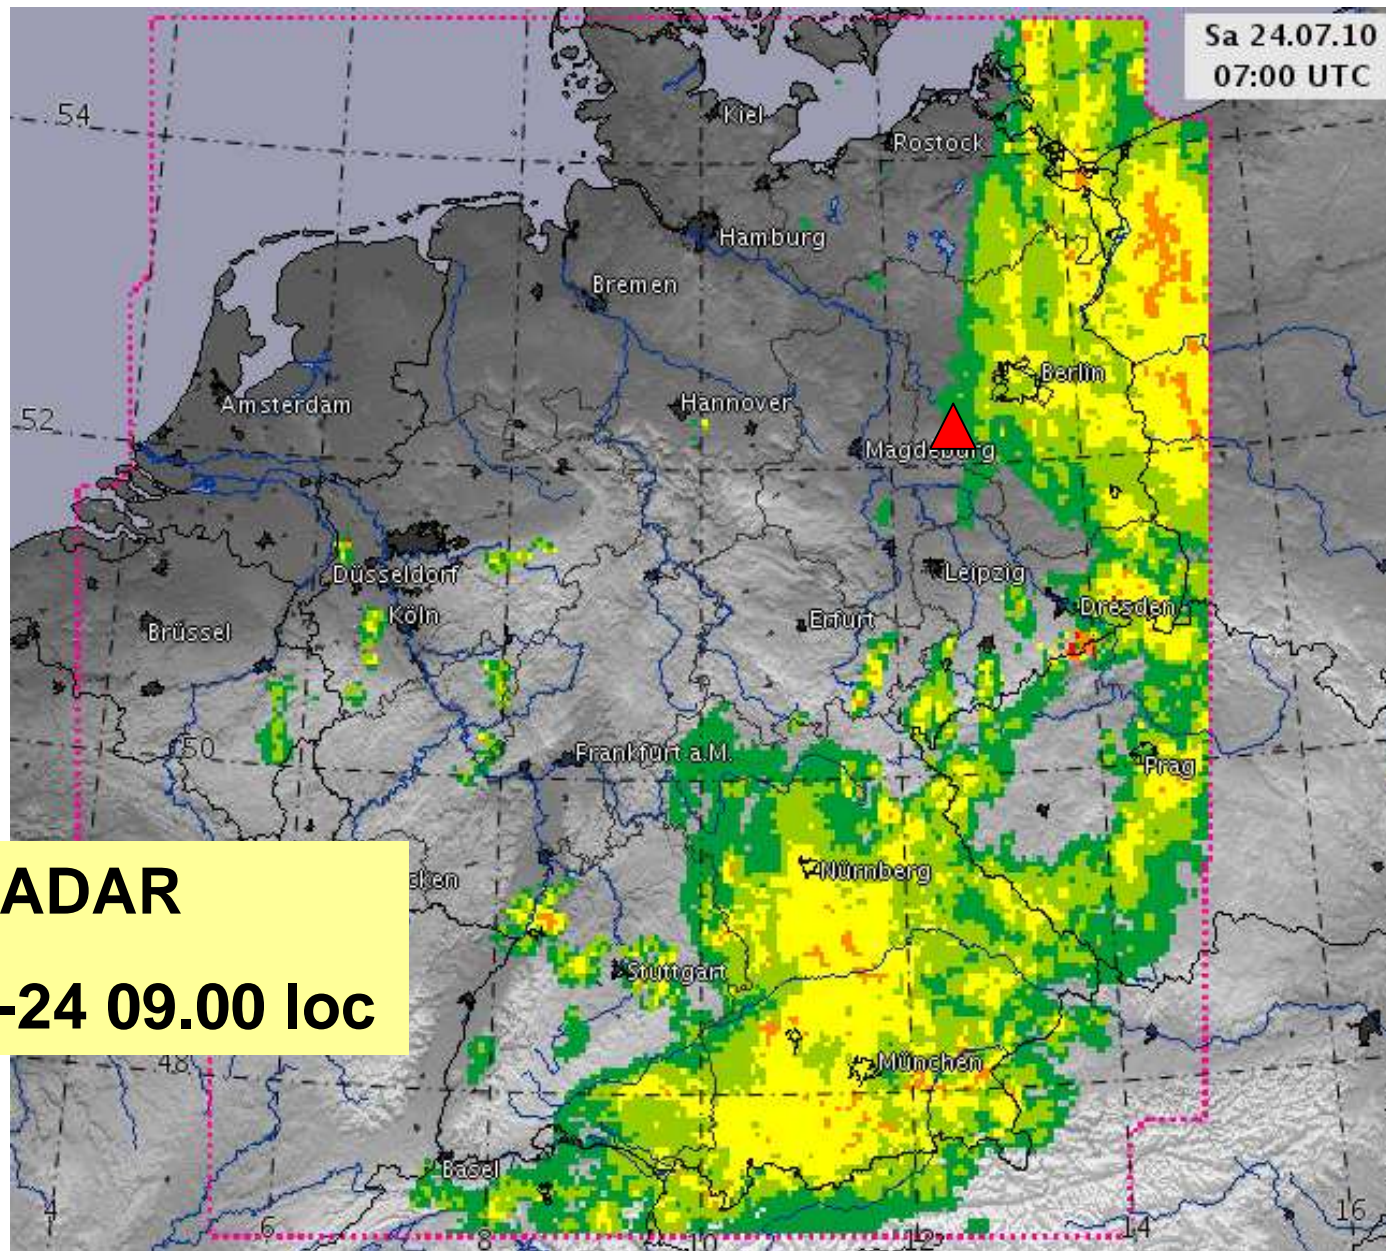 Sa 24.07.10
07:00 UTC
54
Kiel
Rostock
Hamburg
Bremen
Berlin
52
Amsterdam
Hannover
Magdeburg
Düsseldorf
Leipzig
Köln
Erfurt
Dresden
Brüssel
50
Frankfurt a.M.
Prag
Nürnberg
cken
ADAR
Stuttgart
-24 09.00 loc
48
München
Basel
4
6
8
10
12
14
16